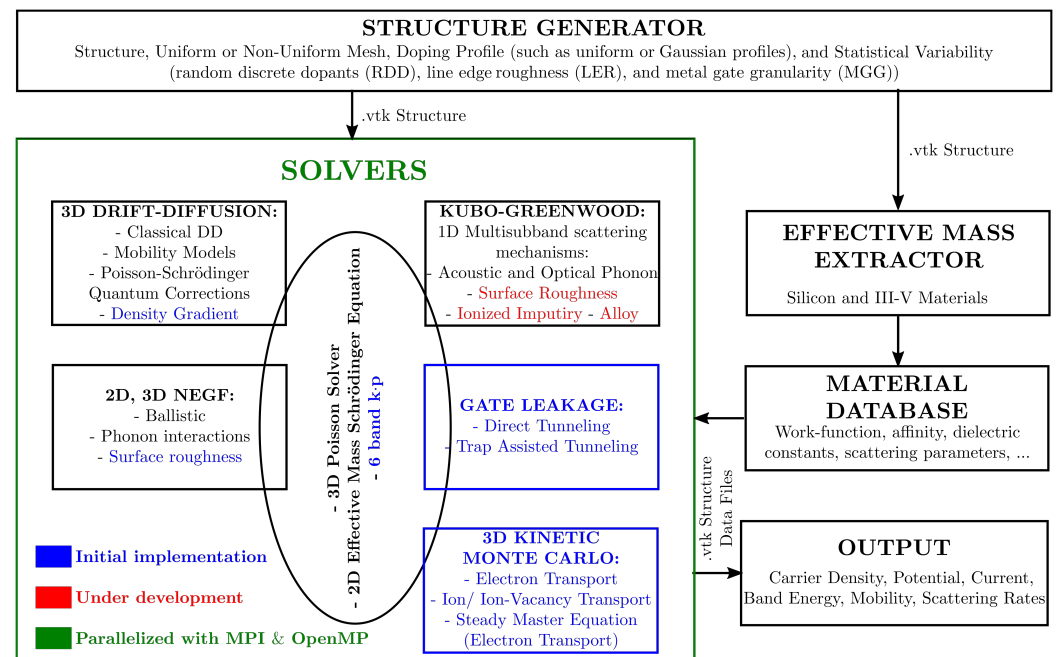 STRUCTURE GENERATOR
Structure, Uniform or Non-Uniform Mesh, Doping Profile (such as uniform or Gaussian profiles), and Statistical Variability
(random discrete dopants (RDD), line edge roughness (LER), and metal gate granularity (MGG))
.vtk Structure
.vtk Structure
SOLVERS
3D DRIFT-DIFFUSION:
- Classical DD
- Mobility Models
- Poisson-Schrödinger
Quantum Corrections
- Density Gradient
KUBO-GREENWOOD:
1D Multisubband scattering
mechanisms:
- Acoustic and Optical Phonon
- Surface Roughness
- Ionized Imputiry - Alloy
2D, 3D NEGF:
- Ballistic
- Phonon interactions
- Surface roughness
- 3D Poisson Solver
- 2D Effective Mass Schrödinger Equation
- 6 band k·p
GATE LEAKAGE:
- Direct Tunneling
- Trap Assisted Tunneling
3D KINETIC
MONTE CARLO:
- Electron Transport
- Ion/ Ion-Vacancy Transport
- Steady Master Equation
(Electron Transport)
Initial implementation
Under development
Parallelized with MPI & OpenMP
EFFECTIVE MASS
EXTRACTOR
Silicon and III-V Materials
MATERIAL
DATABASE
Work-function, affinity, dielectric
constants, scattering parameters, ...
.vtk Structure
Data Files
OUTPUT
Carrier Density, Potential, Current,
Band Energy, Mobility, Scattering Rates